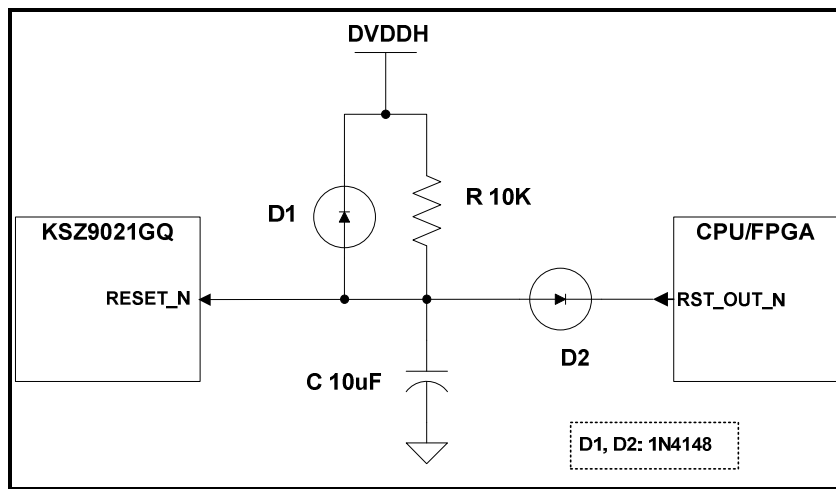 DVDDH
D1
R 10K
KSZ9021GQ
CPU/FPGA
RESET_N
RST_OUT_N
D2
C 10uF
D1, D2: 1N4148